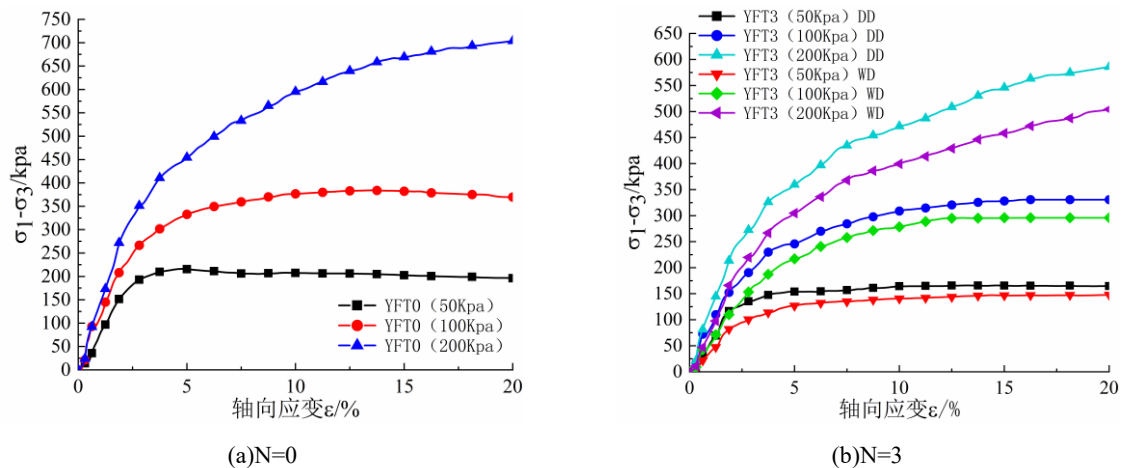 σ1-σ3/kpa
750
700
650
600
550
500
450
400
350
300
250
200
150
100
50
0
0 5 10 15 20
轴向应变ε/%
YFT0（50Kpa）
YFT0（100Kpa）
YFT0（200Kpa）
(a)N=0
YFT3（50Kpa）DD
YFT3（100Kpa）DD
YFT3（200Kpa）DD
YFT3（50Kpa）WD
YFT3（100Kpa）WD
YFT3（200Kpa）WD
σ1-σ3/kpa
650
600
550
500
450
400
350
300
250
200
150
100
50
0
0 5 10 15 20
轴向应变ε/%
(b)N=3